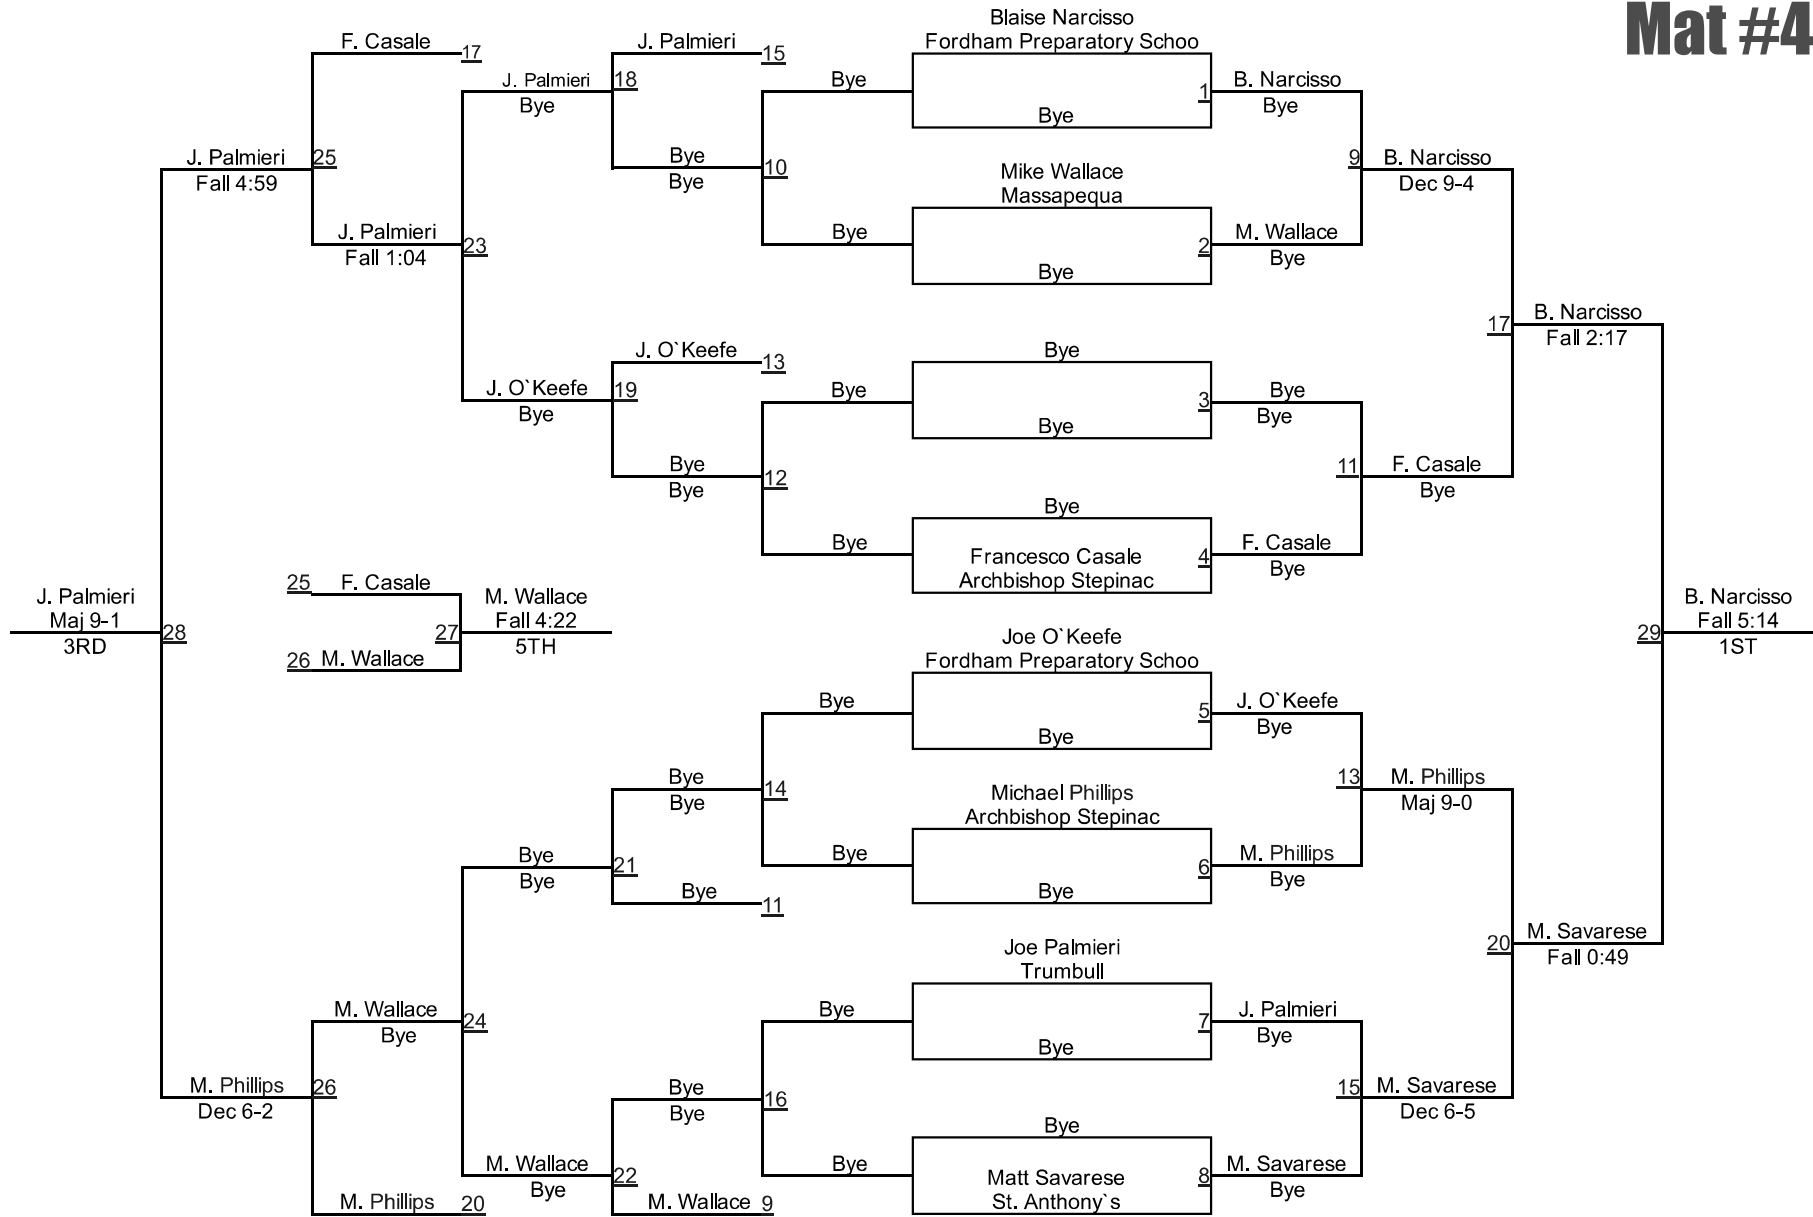 Mat #4
Blaise Narcisso
Fordham Preparatory Schoo
F. Casale
17
J. Palmieri
15
J. Palmieri
Bye
18
Bye
1
Bye
B. Narcisso
Bye
J. Palmieri
Fall 4:59
25
Bye
Bye
10
Mike Wallace
Massapequa
9
B. Narcisso
Dec 9-4
J. Palmieri
Fall 1:04
23
Bye
2
Bye
M. Wallace
Bye
17
B. Narcisso
Fall 2:17
J. O`Keefe
13
Bye
J. O`Keefe
Bye
19
Bye
3
Bye
Bye
Bye
Bye
Bye
12
11
F. Casale
Bye
Bye
Bye
Francesco Casale
Archbishop Stepinac
4
F. Casale
Bye
25
F. Casale
J. Palmieri
Maj 9-1
3RD
28
27
M. Wallace
Fall 4:22
5TH
26
M. Wallace
29
B. Narcisso
Fall 5:14
1ST
Joe O`Keefe
Fordham Preparatory Schoo
Bye
5
Bye
J. O`Keefe
Bye
Bye
Bye
14
Michael Phillips
Archbishop Stepinac
13
M. Phillips
Maj 9-0
Bye
Bye
21
Bye
6
Bye
M. Phillips
Bye
Bye
11
20
M. Savarese
Fall 0:49
Joe Palmieri
Trumbull
M. Wallace
Bye
24
Bye
7
Bye
J. Palmieri
Bye
M. Phillips
Dec 6-2
26
Bye
Bye
16
15
M. Savarese
Dec 6-5
Bye
M. Wallace
Bye
22
Bye
Matt Savarese
St. Anthony`s
8
M. Savarese
Bye
M. Phillips
20
M. Wallace
9